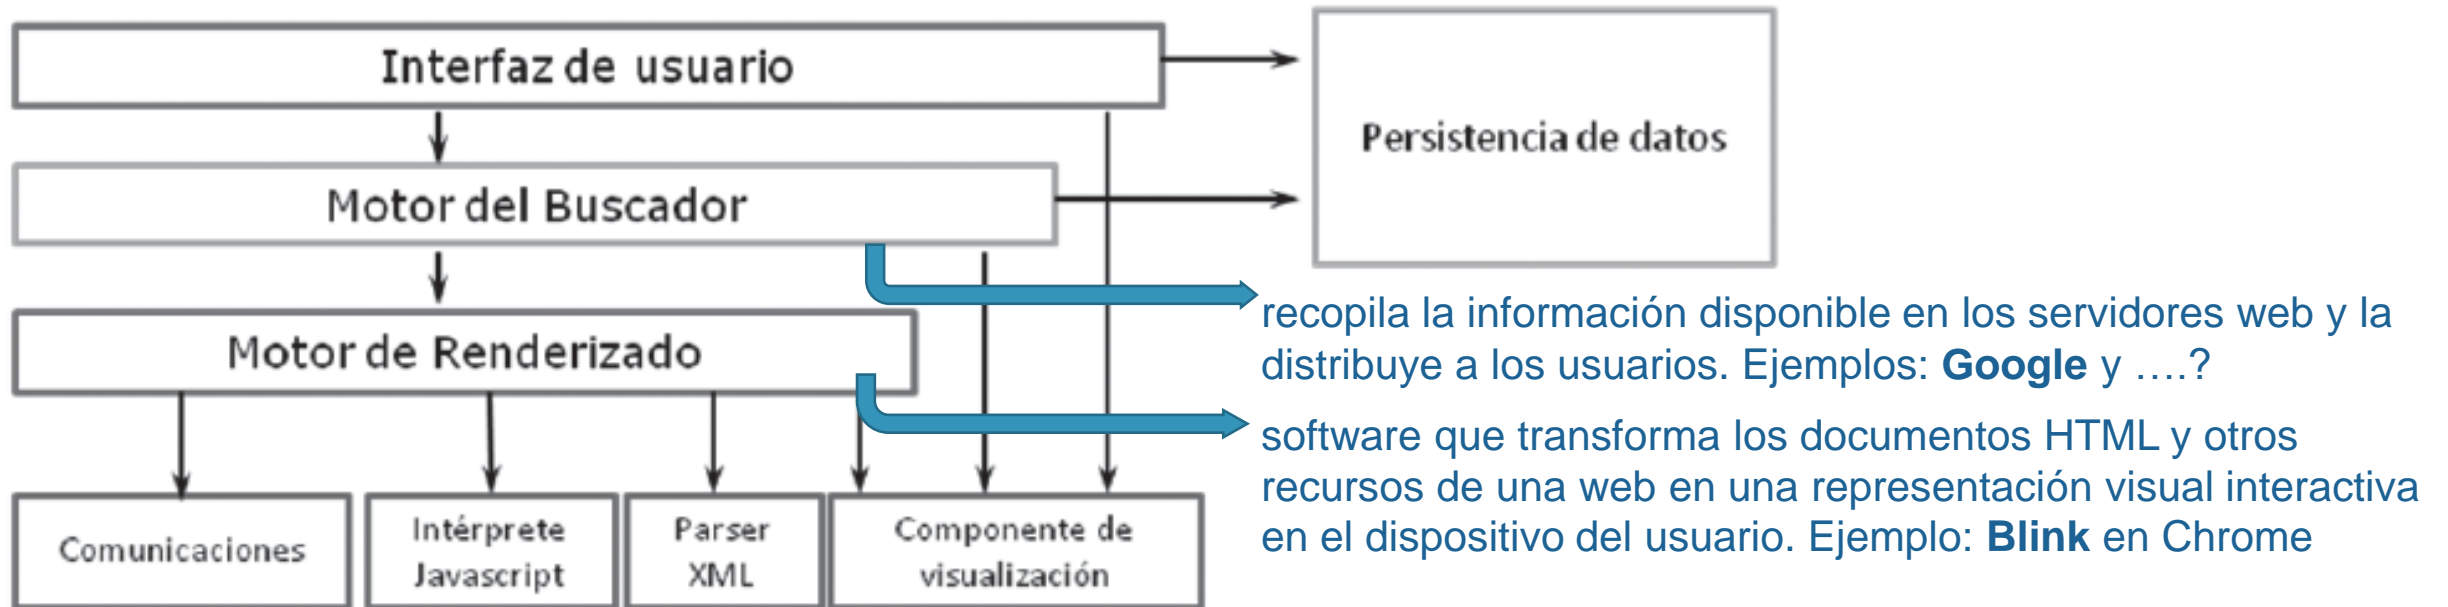 Interfaz de usuario
Persistencia de datos
Motor del Buscador
recopila la información disponible en los servidores web y la
distribuye a los usuarios. Ejemplos: Google y ….?
Motor de Renderizado
software que transforma los documentos HTML y otros
recursos de una web en una representación visual interactiva
en el dispositivo del usuario. Ejemplo: Blink en Chrome
Comunicaciones
Intérprete
Javascript
Parser
XML
Componente de
visualización